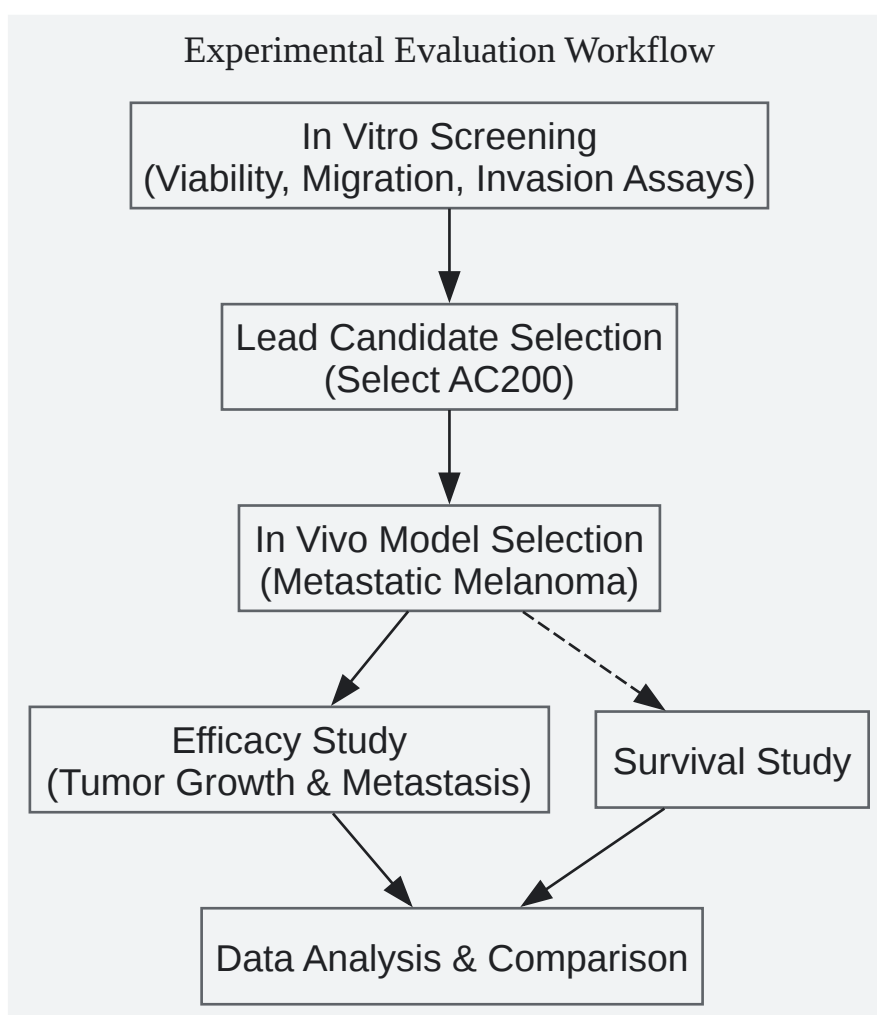 Experimental Evaluation Workflow
In Vitro Screening
(Viability, Migration, Invasion Assays)
Lead Candidate Selection
(Select AC200)
In Vivo Model Selection
(Metastatic Melanoma)
Efficacy Study
(Tumor Growth & Metastasis)
Survival Study
Data Analysis & Comparison